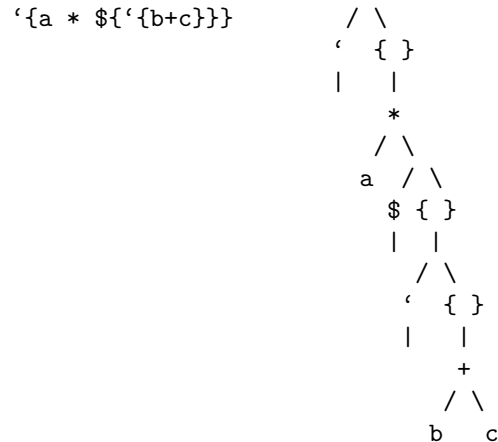 ‘{a * ${‘{b+c}}}          / \
                         ‘  { }
                         |   |
                             *
                            / \
                           a  / \
                             $ { }
                             |  |
                               / \
                              ‘  { }
                              |   |
                                  +
                                 / \
                                b   c